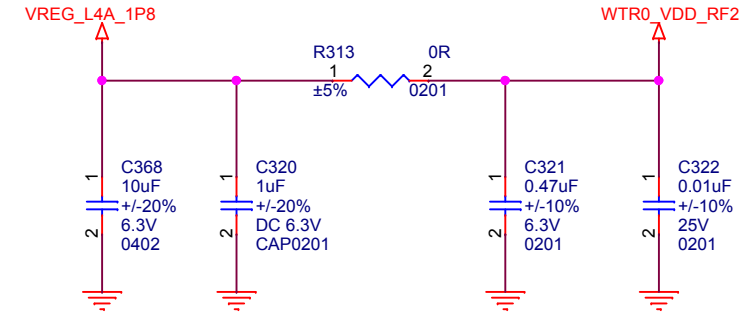 VREG_L4A_1P8
WTR0_VDD_RF2
R313
0R
1
2
±5%
0201
1
C368
10uF
+/-20%
6.3V
0402
2
1
C320
1uF
+/-20%
DC 6.3V
CAP0201
2
1
C321
0.47uF
+/-10%
6.3V
0201
2
1
C322
0.01uF
+/-10%
25V
0201
2